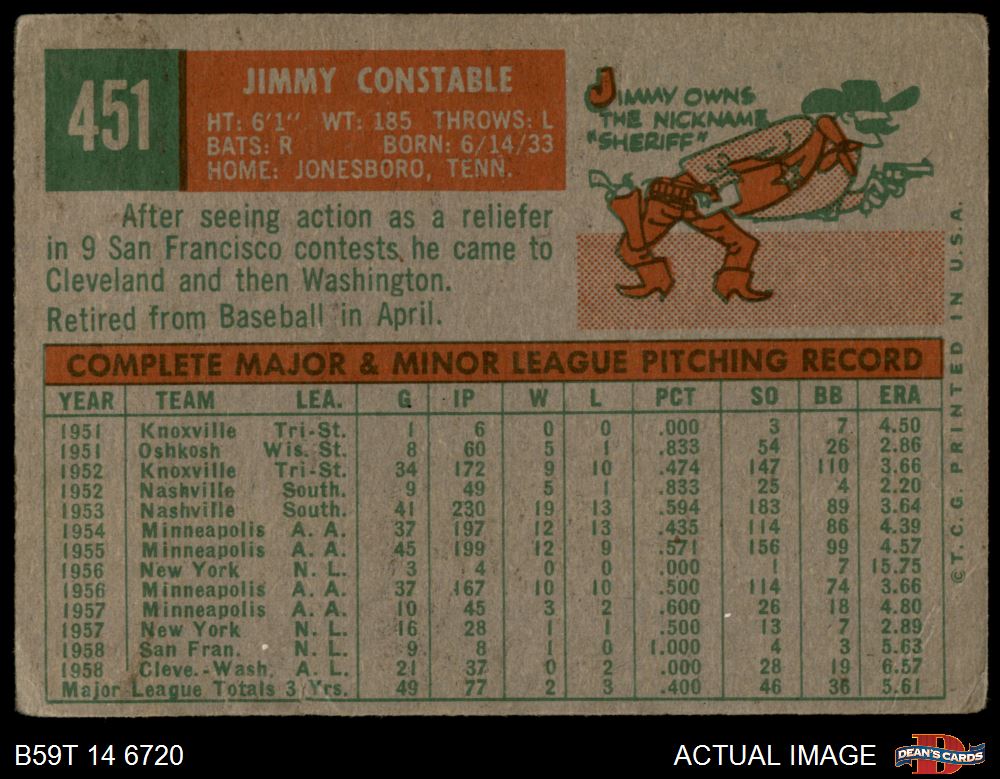 451
JIMMY CONSTABLE
HT: 6'1" WT: 185 THROWS: L
BATS: R BORN: 6/14/33
HOME: JONESBORO, TENN.
JIMMY OWNS
THE NICKNAME
"SHERIFF"
After seeing action as a reliefer
in 9 San Francisco contests he came to
Cleveland and then Washington.
Retired from Baseball in April.
COMPLETE MAJOR & MINOR LEAGUE PITCHING RECORD
YEAR TEAM LEA. G IP W L PCT SO BB ERA
1951 Knoxville Tri-St. 1 6 0 0 .000 3 7 4.50
1951 Oshkosh Wis. St. 8 60 5 1 .833 54 26 2.86
1952 Knoxville Tri-St. 34 172 9 10 .474 147 110 3.66
1952 Nashville South. 9 49 5 1 .833 25 4 2.20
1953 Nashville South. 41 230 19 13 .594 183 89 3.64
1954 Minneapolis A. A. 37 197 12 13 .435 114 86 4.39
1955 Minneapolis A. A. 45 199 12 9 .571 156 99 4.57
1956 New York N. L. 3 4 0 0 .000 1 7 15.75
1956 Minneapolis A. A. 37 167 10 10 .500 114 74 3.66
1957 Minneapolis A. A. 10 45 3 2 .600 26 18 4.80
1957 New York N. L. 16 28 1 1 .500 13 7 2.89
1958 San Fran. N. L. 9 8 1 0 1.000 4 3 5.63
1958 Cleve.-Wash. A. L. 21 37 0 2 .000 28 19 6.57
Major League Totals 3 Yrs. 49 77 2 3 .400 46 36 5.61
© T. C. G. PRINTED IN U. S. A.
B59T 14 6720
ACTUAL IMAGE
D
DEAN'S CARDS